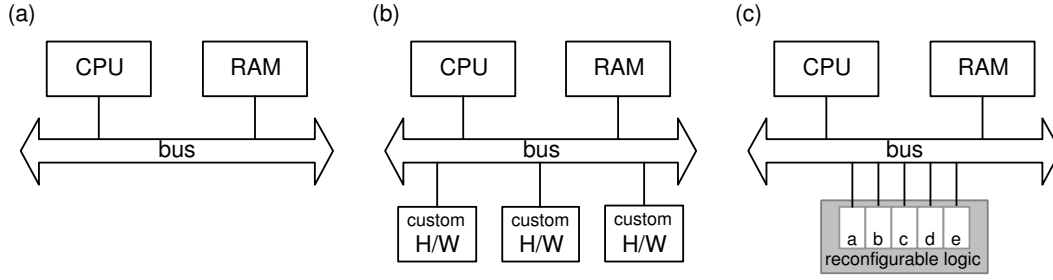 (a)
CPU
RAM
bus
(b)
CPU
RAM
bus
custom
H/W
custom
H/W
custom
H/W
(c)
CPU
RAM
bus
a b c d e
reconfigurable logic